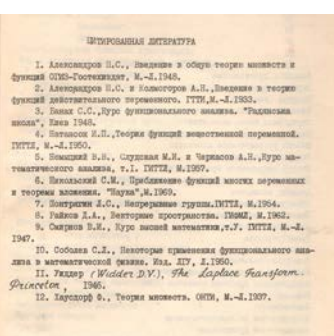 ЦИТИРОВАННАЯ ЛИТЕРАТУРА
1. Александров П.С., Введение в общую теорию множеств и
функций ОГИЗ-Гостехиздат, М.-Л.1948.
2. Александров П.С. и Колмогоров А.Н.,Введение в теорию
функций действительного переменного. ГТТИ,М.-Л.1933.
3. Банах С.С.,Курс функционального анализа. "Радянська
школа", Киев 1948.
4. Натансон И.П.,Теория функций вещественной переменной.
ГИТТЛ, М.-Л.1950.
5. Немыцкий В.В., Слудская М.И. и Черкасов А.Н.,Курс ма-
тематического анализа, т.I. ГИТТЛ, М.1957.
6. Никольский С.М., Приближение функций многих переменных
и теоремы вложения. "Наука",М.1969.
7. Понтрягин Л.С., Непрерывные группы.ГИТТЛ, М.1954.
8. Райков Д.А., Векторные пространства. ГИФМЛ, М.1962.
9. Смирнов В.И., Курс высшей математики,т.У. ГИТТЛ, М.-Л.
1947.
10. Соболев С.Л., Некоторые применения функционального ана-
лиза в математической физике. Изд. ЛГУ, Л.1950.
II. Уиддер (Widder D.V.), The Laplace Transform.
Princeton, 1946.
12. Хаусдорф Ф., Теория множеств. ОНТИ, М.-Л.1937.